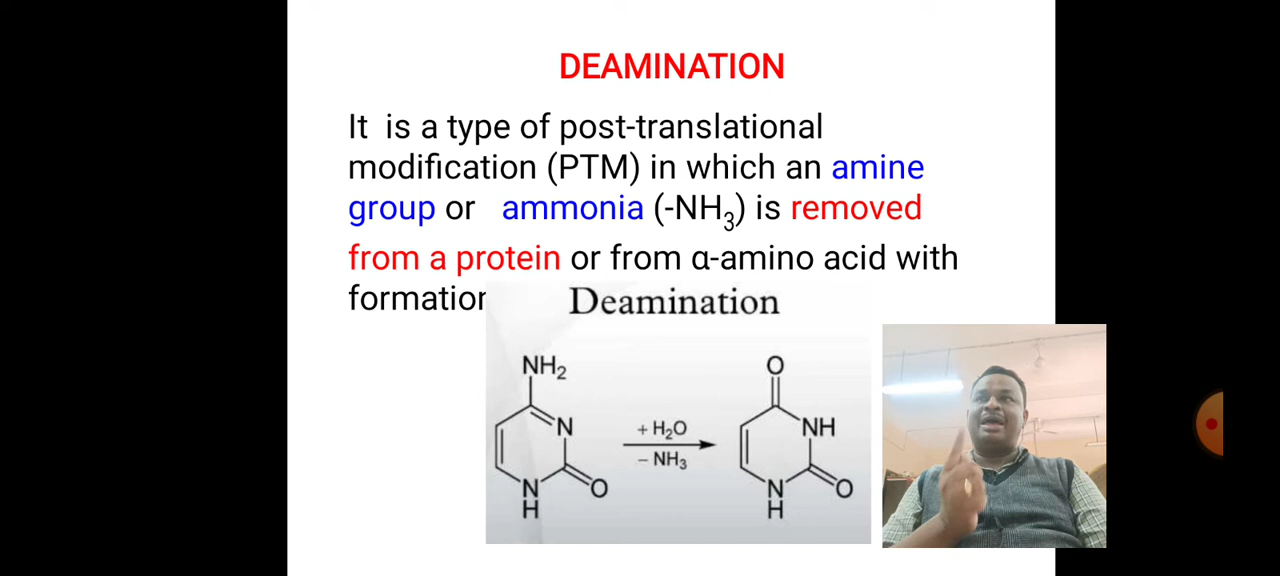 DEAMINATION
It is a type of post-translational
modification (PTM) in which an amine
group or ammonia (-NH₃) is removed
from a protein or from α-amino acid with
formation
Deamination
NH₂
N
N
H
O
+ H₂O
− NH₃
O
NH
N
H
O